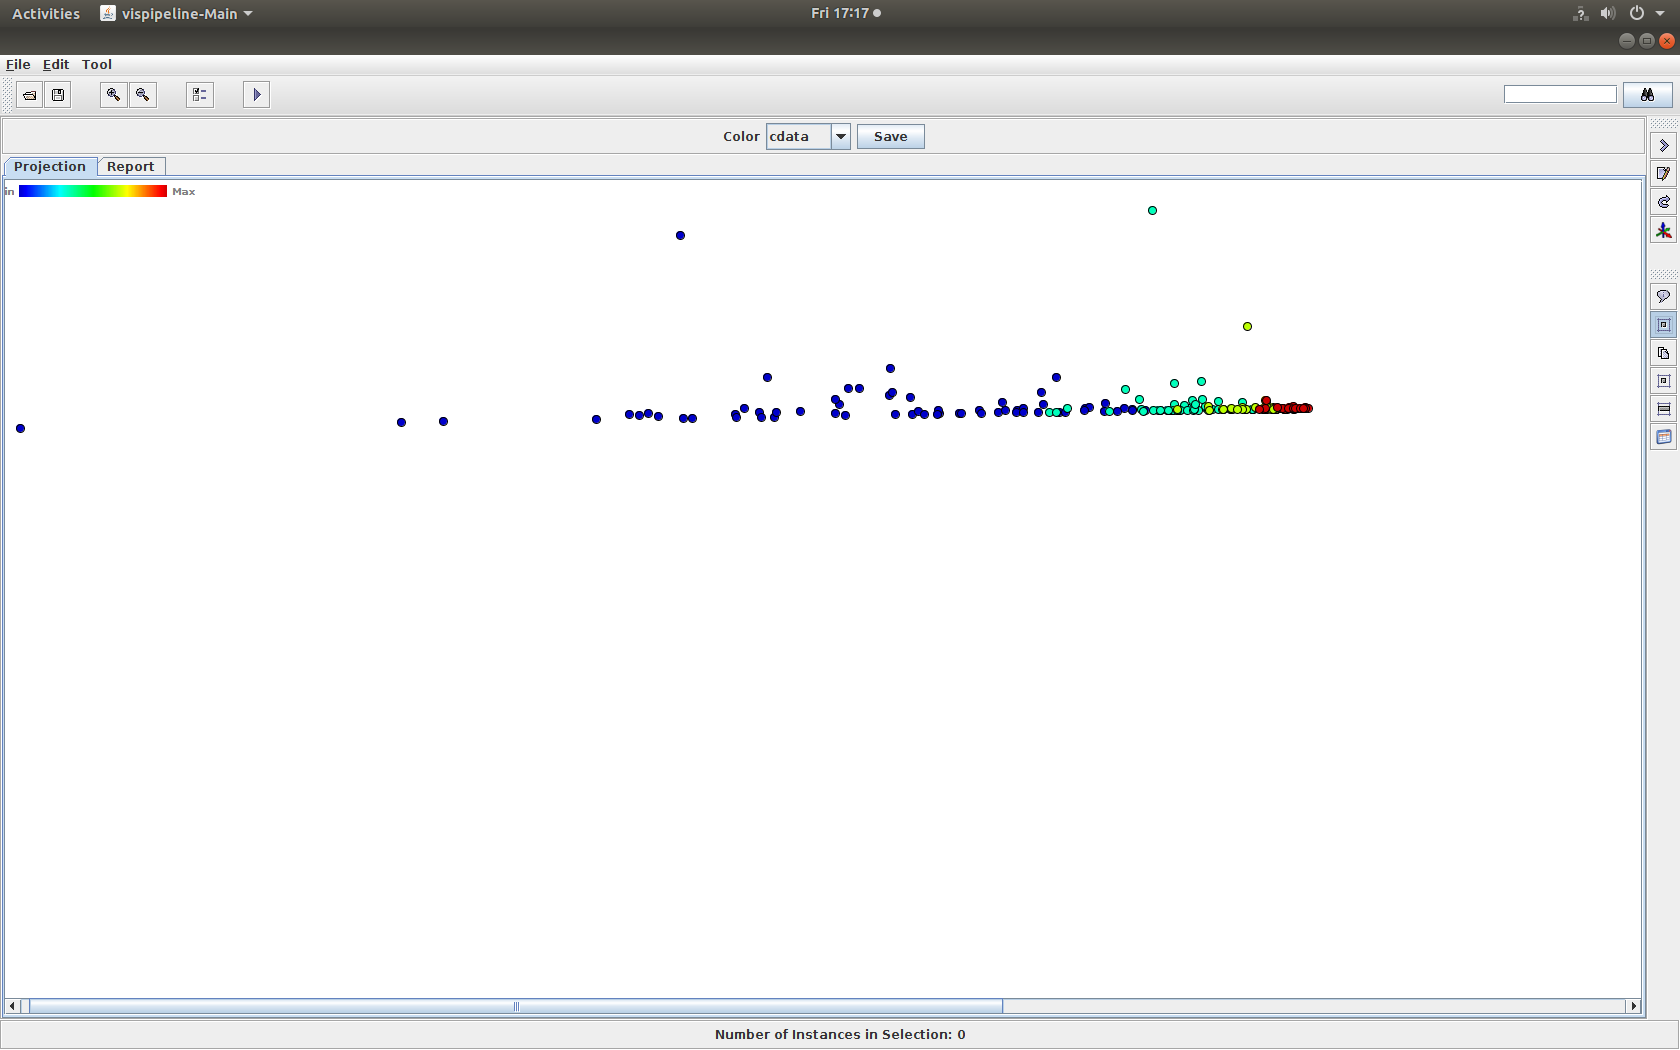 Activities vispipeline-Main Fri 17:17
File Edit Tool
Color cdata Save
Projection Report
in Max
Number of Instances in Selection: 0